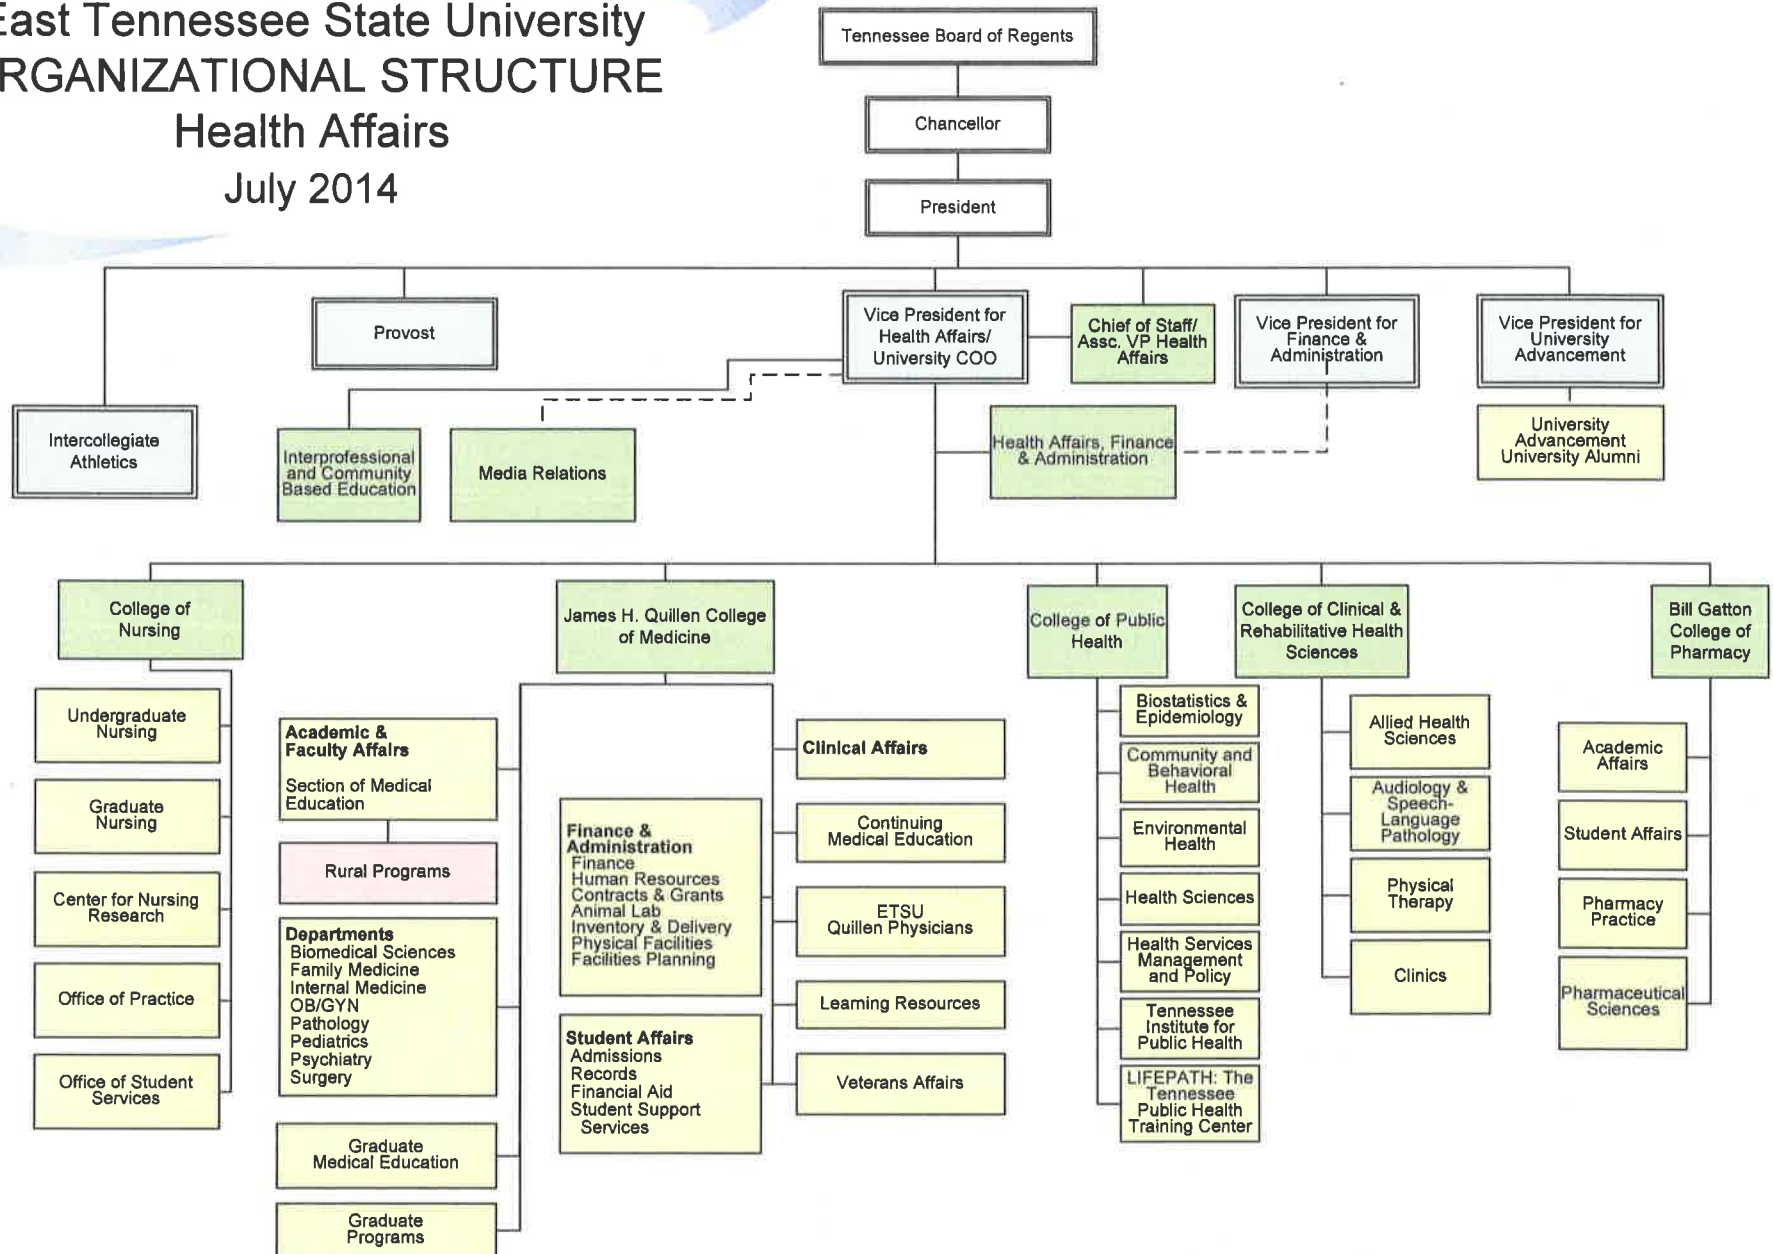 East Tennessee State University
RGANIZATIONAL STRUCTURE
Health Affairs
July 2014
Tennessee Board of Regents
Chancellor
President
Intercollegiate
Athletics
Provost
Vice President for
Health Affairs/
University COO
Chief of Staff/
Assc. VP Health
Affairs
Vice President for
Finance &
Administration
Vice President for
University
Advancement
Interprofessional
and Community
Based Education
Media Relations
Health Affairs, Finance
& Administration
University
Advancement
University Alumni
College of
Nursing
James H. Quillen College
of Medicine
College of Public
Health
College of Clinical &
Rehabilitative Health
Sciences
Bill Gatton
College of
Pharmacy
Undergraduate
Nursing
Graduate
Nursing
Center for Nursing
Research
Office of Practice
Office of Student
Services
Academic &
Faculty Affairs
Section of Medical
Education
Rural Programs
Departments
Biomedical Sciences
Family Medicine
Internal Medicine
OB/GYN
Pathology
Pediatrics
Psychiatry
Surgery
Graduate
Medical Education
Graduate
Programs
Finance &
Administration
Finance
Human Resources
Contracts & Grants
Animal Lab
Inventory & Delivery
Physical Facilities
Facilities Planning
Student Affairs
Admissions
Records
Financial Aid
Student Support
Services
Clinical Affairs
Continuing
Medical Education
ETSU
Quillen Physicians
Learning Resources
Veterans Affairs
Biostatistics &
Epidemiology
Community and
Behavioral
Health
Environmental
Health
Health Sciences
Health Services
Management
and Policy
Tennessee
Institute for
Public Health
LIFEPATH: The
Tennessee
Public Health
Training Center
Allied Health
Sciences
Audiology &
Speech-
Language
Pathology
Physical
Therapy
Clinics
Academic
Affairs
Student Affairs
Pharmacy
Practice
Pharmaceutical
Sciences